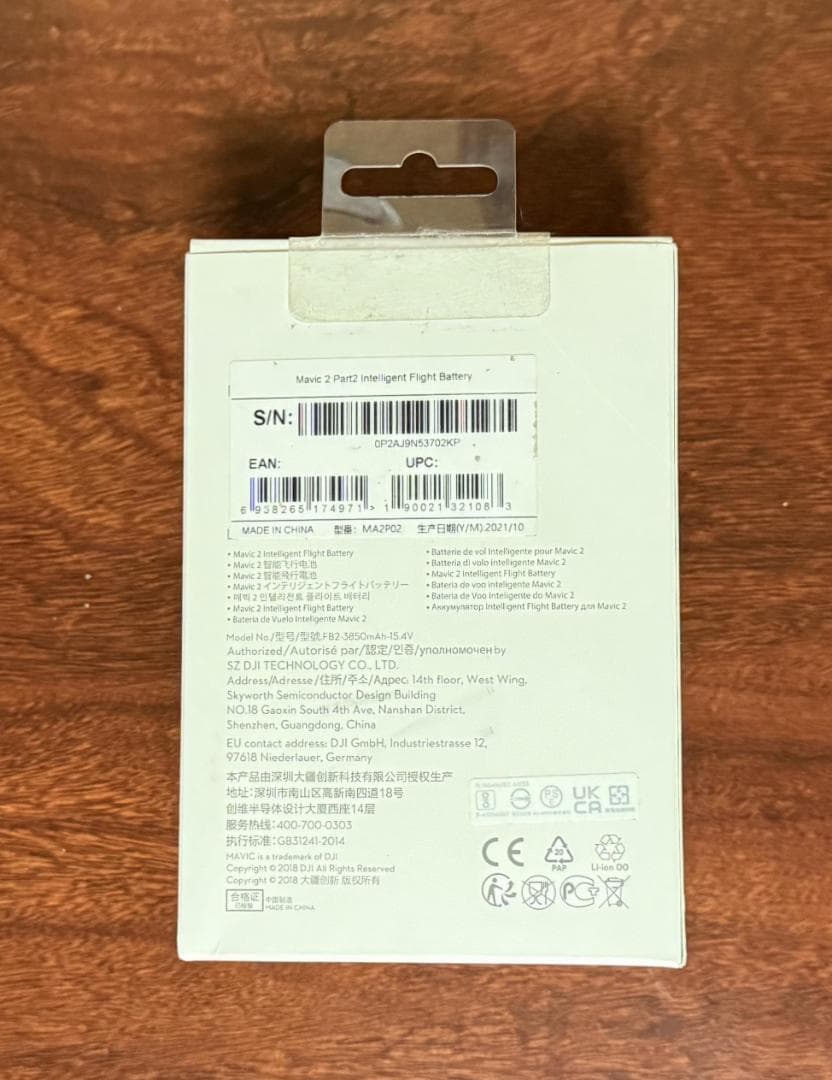 Mavic 2 Part2 Intelligent Flight Battery
S/N:
0P2AJ9N53702KP
EAN: UPC:
6 938265 174971 > 1 90021 32108 3
MADE IN CHINA 型番: MA2P02 生产日期(Y/M).2021/10
• Mavic 2 Intelligent Flight Battery
• Mavic 2 智能飞行电池
• Mavic 2 智能飛行電池
• Mavic 2 インテリジェントフライトバッテリー
• 매빅 2 인텔리전트 플라이트 배터리
• Mavic 2 Intelligent Flight Battery
• Bateria de Vuelo Inteligente Mavic 2
• Batterie de vol Intelligente pour Mavic 2
• Batteria di volo Intelligente Mavic 2
• Mavic 2 Intelligent Flight Battery
• Bateria de voo inteligente Mavic 2
• Bateria de Voo Inteligente do Mavic 2
• Аккумулятор Intelligent Flight Battery для Mavic 2
Model No./型号/型號.FB2-3850mAh-15.4V
Authorized/Autorisé par/認定/인증/уполномочен by
SZ DJI TECHNOLOGY CO., LTD.
Address/Adresse/住所/주소/Адрес: 14th floor, West Wing,
Skyworth Semiconductor Design Building
NO.18 Gaoxin South 4th Ave, Nanshan District,
Shenzhen, Guangdong, China
EU contact address: DJI GmbH, Industriestrasse 12,
97618 Niederlauer, Germany
本产品由深圳大疆创新科技有限公司授权生产
地址:深圳市南山区高新南四道18号
创维半导体设计大厦西座14层
服务热线:400-700-0303
执行标准:GB31241-2014
MAVIC is a trademark of DJI
Copyright © 2018 DJI All Rights Reserved
Copyright © 2018 大疆创新 版权所有
合格证
已检验
中国制造
MADE IN CHINA
PS
E
UK
CA
CE
20
PAP
Li-ion 00